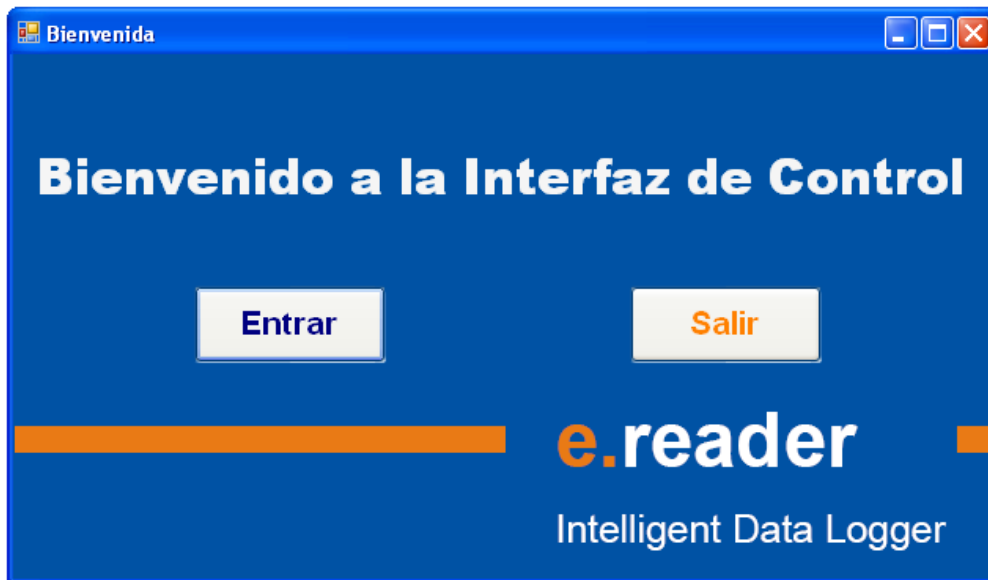 Bienvenida
Bienvenido a la Interfaz de Control
Entrar Salir
e.reader
Intelligent Data Logger